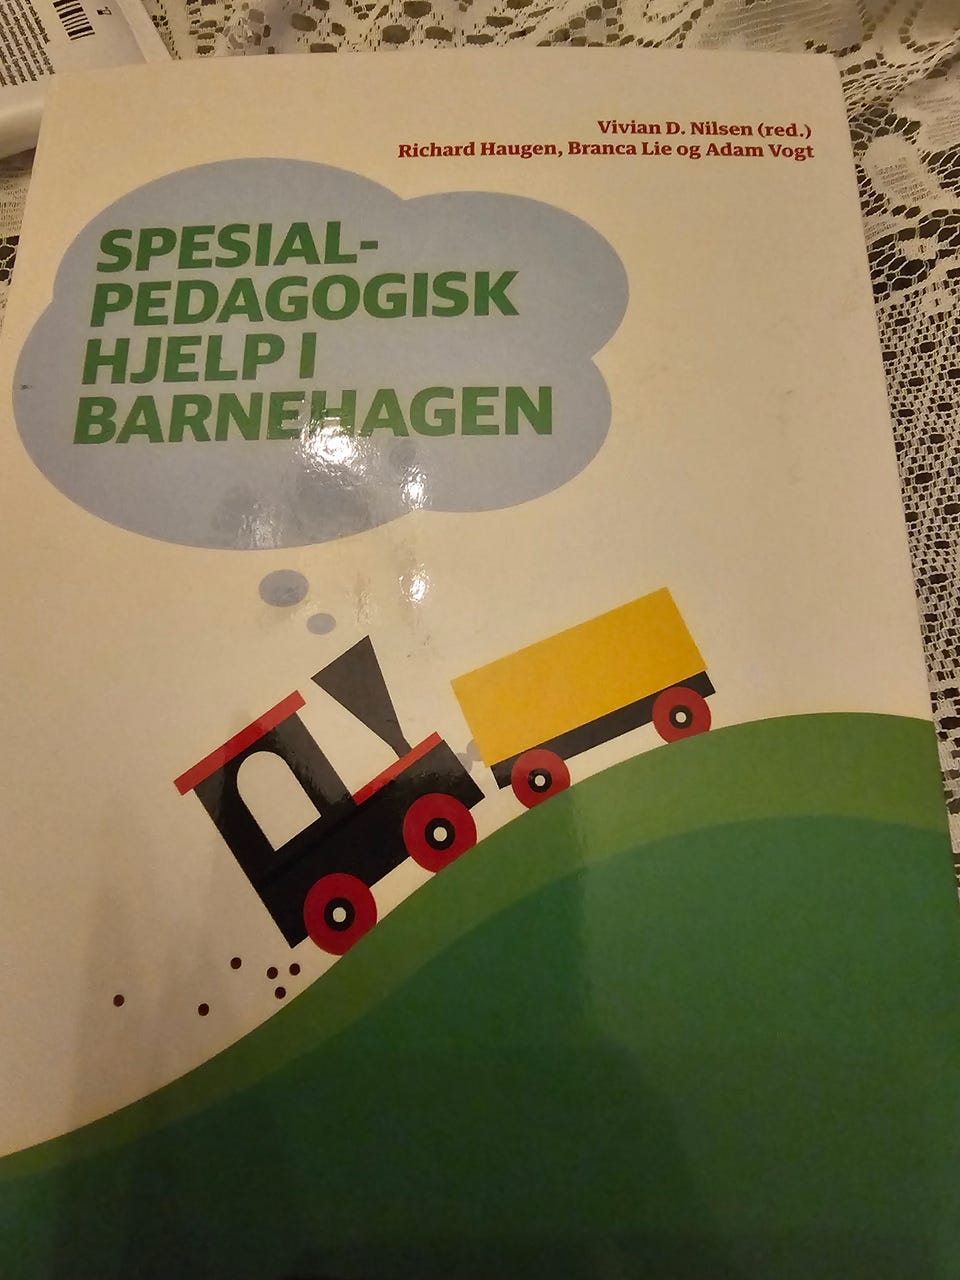 Vivian D. Nilsen (red.)
Richard Haugen, Branca Lie og Adam Vogt
SPESIAL-
PEDAGOGISK
HJELP I
BARNEHAGEN